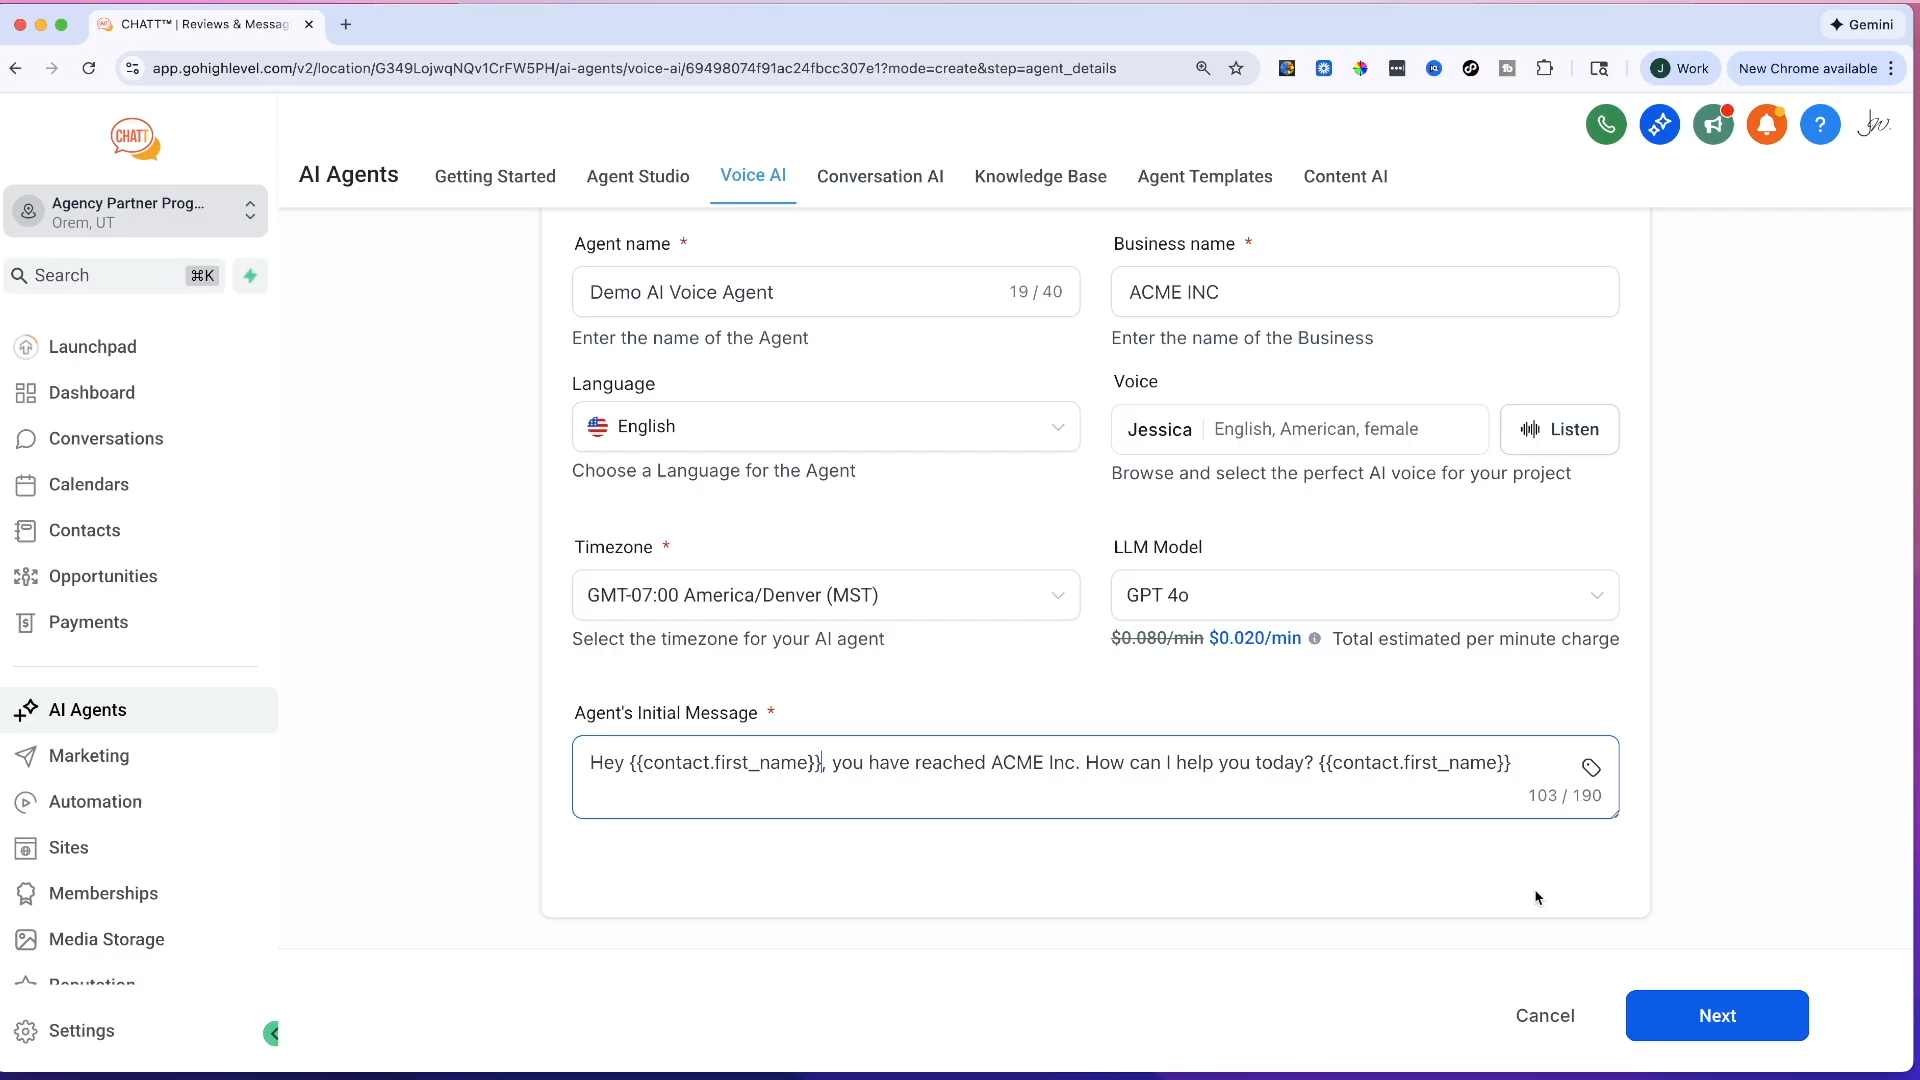 CHATT™ | Reviews & Messag
Gemini
app.gohighlevel.com/v2/location/G349LojwqNQv1CrFW5PH/ai-agents/voice-ai/69498074f91ac24fbcc307e1?mode=create&step=agent_details
J Work
New Chrome available
CHATT
AI Agents
Getting Started
Agent Studio
Voice AI
Conversation AI
Knowledge Base
Agent Templates
Content AI
Agency Partner Prog...
Orem, UT
Search ⌘K
Launchpad
Dashboard
Conversations
Calendars
Contacts
Opportunities
Payments
AI Agents
Marketing
Automation
Sites
Memberships
Media Storage
Reputation
Settings
Agent name *
Demo AI Voice Agent 19 / 40
Enter the name of the Agent
Business name *
ACME INC
Enter the name of the Business
Language
English
Choose a Language for the Agent
Voice
Jessica English, American, female
Listen
Browse and select the perfect AI voice for your project
Timezone *
GMT-07:00 America/Denver (MST)
Select the timezone for your AI agent
LLM Model
GPT 4o
$0.080/min $0.020/min Total estimated per minute charge
Agent's Initial Message *
Hey {{contact.first_name}}, you have reached ACME Inc. How can I help you today? {{contact.first_name}}
103 / 190
Cancel
Next